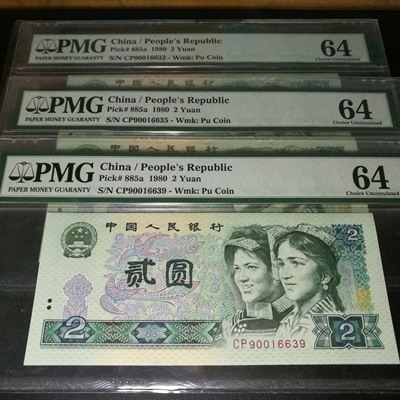 PMG
PAPER MONEY GUARANTY
China / People's Republic
Pick# 885a 1980 2 Yuan
S/N CP90016632 - Wmk: Pu Coin
64
Choice Uncirculated
PMG
PAPER MONEY GUARANTY
China / People's Republic
Pick# 885a 1980 2 Yuan
S/N CP90016635 - Wmk: Pu Coin
64
Choice Uncirculated
PMG
PAPER MONEY GUARANTY
China / People's Republic
Pick# 885a 1980 2 Yuan
S/N CP90016639 - Wmk: Pu Coin
64
Choice Uncirculated
中国人民银行
2
贰圆
CP90016639
2
2